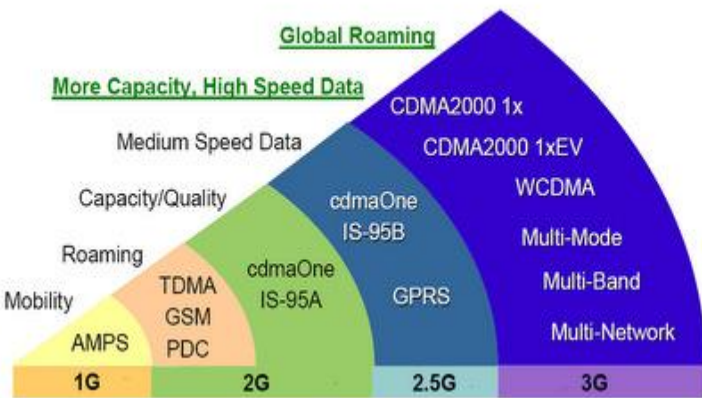 Global Roaming
More Capacity, High Speed Data
Medium Speed Data
Capacity/Quality
Roaming
Mobility
AMPS
TDMA
GSM
PDC
cdmaOne
IS-95A
cdmaOne
IS-95B
GPRS
CDMA2000 1x
CDMA2000 1xEV
WCDMA
Multi-Mode
Multi-Band
Multi-Network
1G
2G
2.5G
3G